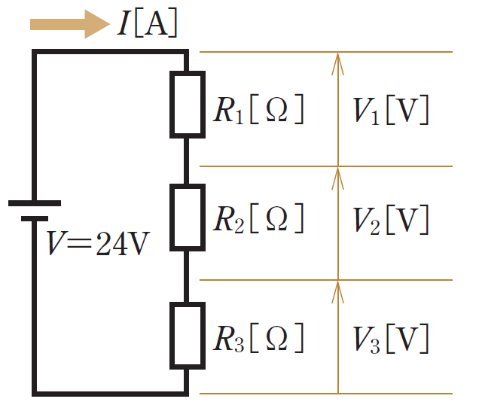 I[A]
R₁[Ω] V₁[V]
R₂[Ω] V₂[V]
V=24V
R₃[Ω] V₃[V]